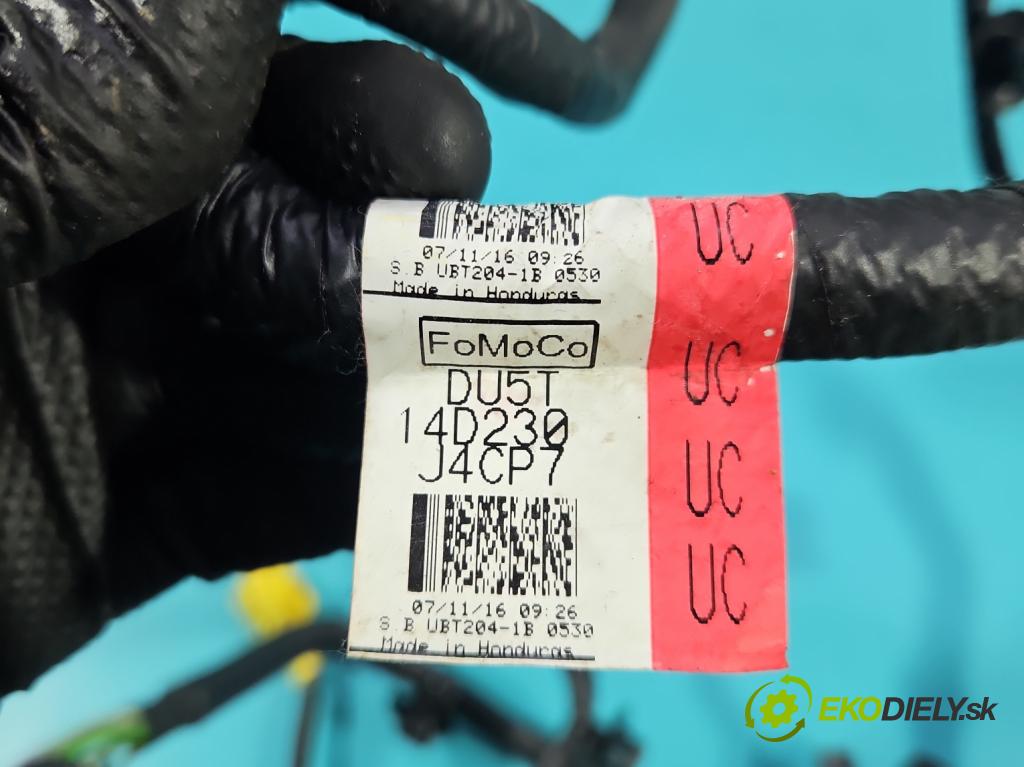 07/11/16 09:26
S.B UBT204-1B 0530
Made in Honduras
FoMoCo
DU5T
14D230
J4CP7
07/11/16 09:26
S.B UBT204-1B 0530
Made in Honduras
UC
UC
UC
UC
EKODIELY.sk